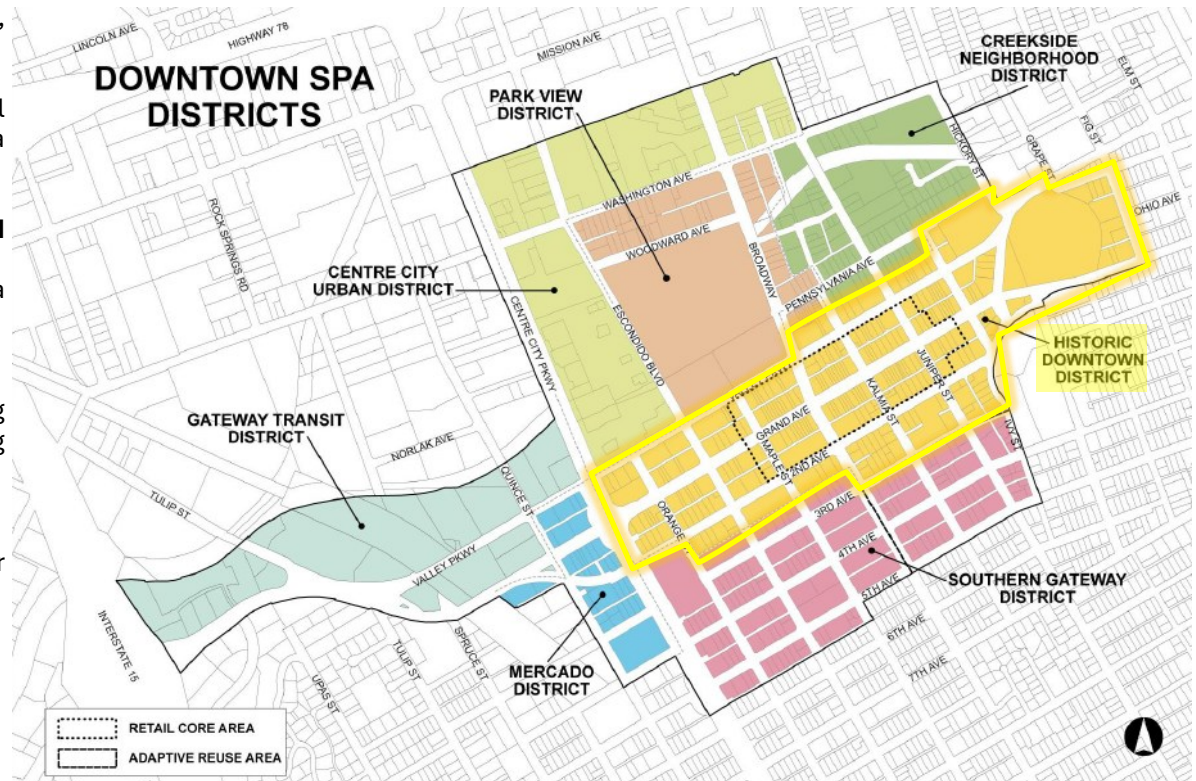 LINCOLN AVE
HIGHWAY 78
MISSION AVE
DOWNTOWN SPA
DISTRICTS
PARK VIEW
DISTRICT
CREEKSIDE
NEIGHBORHOOD
DISTRICT
ELM ST
FIG ST
GRAPE ST
HICKORY ST
OHIO AVE
WASHINGTON AVE
ROCK SPRINGS RD
WOODWARD AVE
BROADWAY
CENTRE CITY
URBAN DISTRICT
PENNSYLVANIA AVE
CENTRE CITY PKWY
ESCONDIDO BLVD
HISTORIC
DOWNTOWN
DISTRICT
JUNIPER ST
KALMIA ST
GRAND AVE
MAPLE ST
2ND AVE
IVY ST
GATEWAY TRANSIT
DISTRICT
NORLAK AVE
QUINCE ST
TULIP ST
ORANGE
3RD AVE
4TH AVE
5TH AVE
VALLEY PKWY
SOUTHERN GATEWAY
DISTRICT
6TH AVE
7TH AVE
INTERSTATE 15
TULIP ST
SPRUCE ST
UPAS ST
MERCADO
DISTRICT
RETAIL CORE AREA
ADAPTIVE REUSE AREA